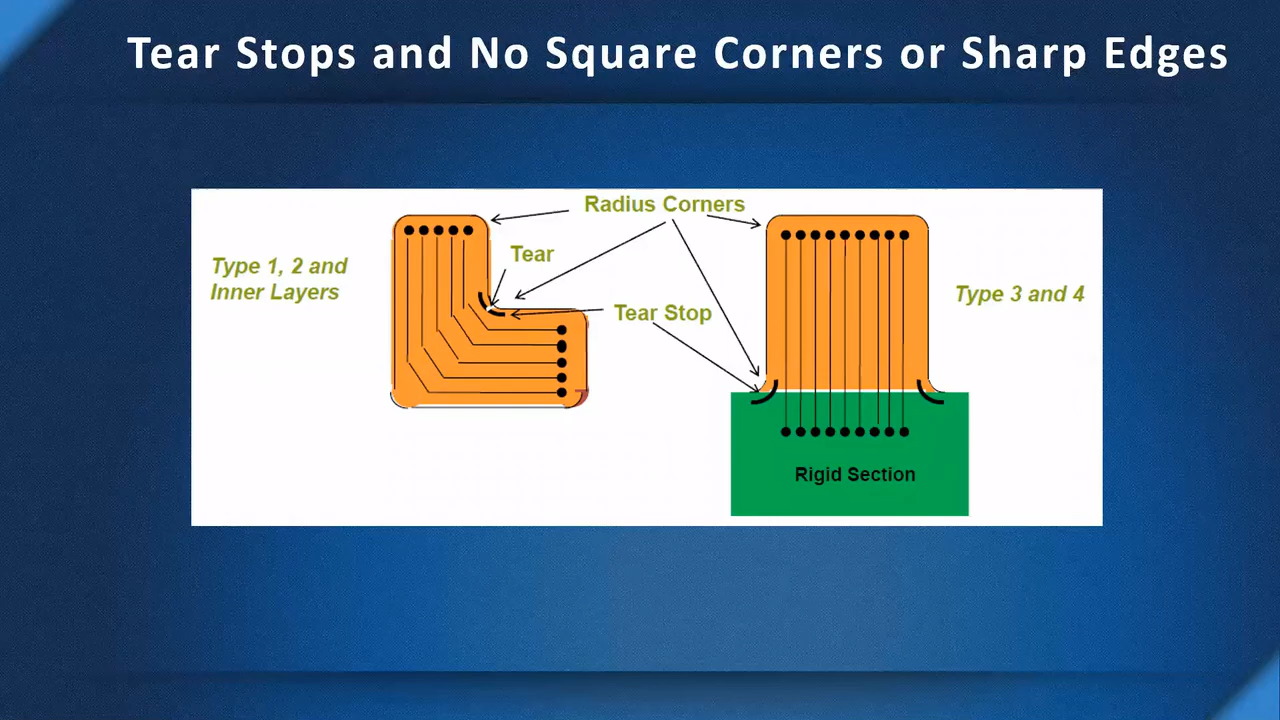 Tear Stops and No Square Corners or Sharp Edges
Radius Corners
Tear
Type 1, 2 and
Inner Layers
Tear Stop
Type 3 and 4
Rigid Section